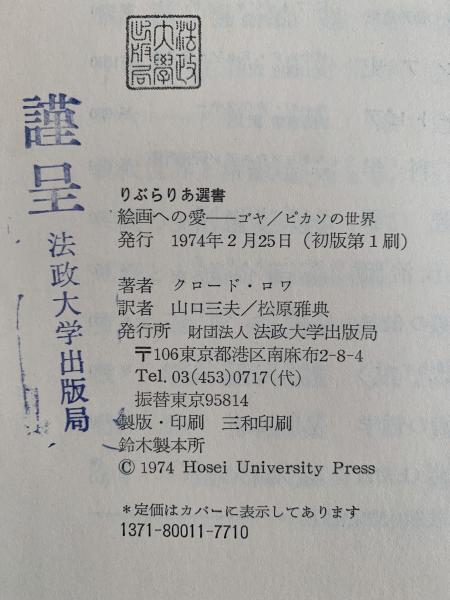 法政
大學
出版局
謹呈
法政大学出版局
りぶらりあ選書
絵画への愛——ゴヤ／ピカソの世界
発行 1974年2月25日（初版第1刷）
著者 クロード・ロワ
訳者 山口三夫／松原雅典
発行所 財団法人 法政大学出版局
〒106東京都港区南麻布2-8-4
Tel. 03(453)0717(代)
振替東京95814
製版・印刷 三和印刷
鈴木製本所
© 1974 Hosei University Press
*定価はカバーに表示してあります
1371-80011-7710